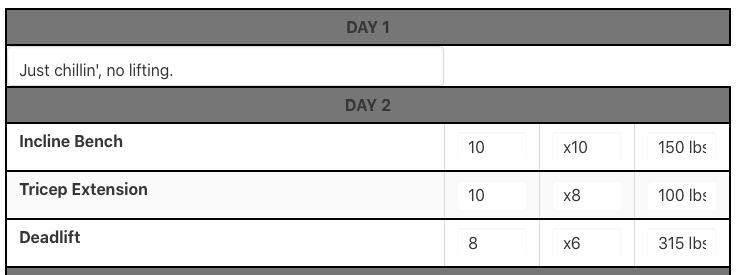 DAY 1
Just chillin', no lifting.
DAY 2
Incline Bench 10 x10 150 lbs
Tricep Extension 10 x8 100 lbs
Deadlift 8 x6 315 lbs